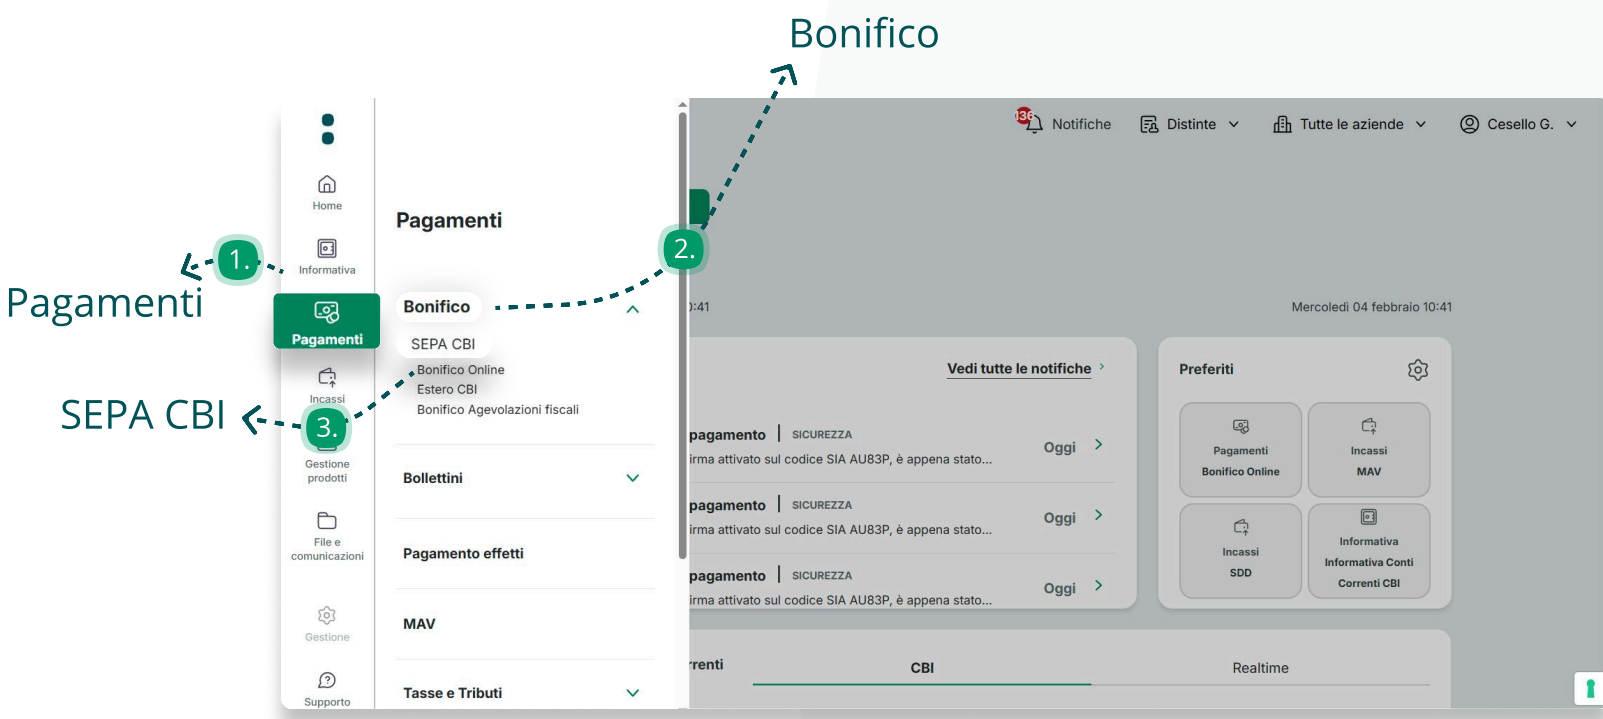 Bonifico
136
Notifiche
Distinte
Tutte le aziende
Cesello G.
Home
Informativa
Pagamenti
Incassi
Gestione
prodotti
File e
comunicazioni
Gestione
Supporto
1.
Pagamenti
2.
3.
SEPA CBI
Pagamenti
Bonifico
SEPA CBI
Bonifico Online
Estero CBI
Bonifico Agevolazioni fiscali
Bollettini
Pagamento effetti
MAV
Tasse e Tributi
0:41
Mercoledì 04 febbraio 10:41
Vedi tutte le notifiche
pagamento | SICUREZZA
irma attivato sul codice SIA AU83P, è appena stato...
Oggi
pagamento | SICUREZZA
irma attivato sul codice SIA AU83P, è appena stato...
Oggi
pagamento | SICUREZZA
irma attivato sul codice SIA AU83P, è appena stato...
Oggi
Preferiti
Pagamenti
Bonifico Online
Incassi
MAV
Incassi
SDD
Informativa
Informativa Conti
Correnti CBI
rrenti
CBI
Realtime